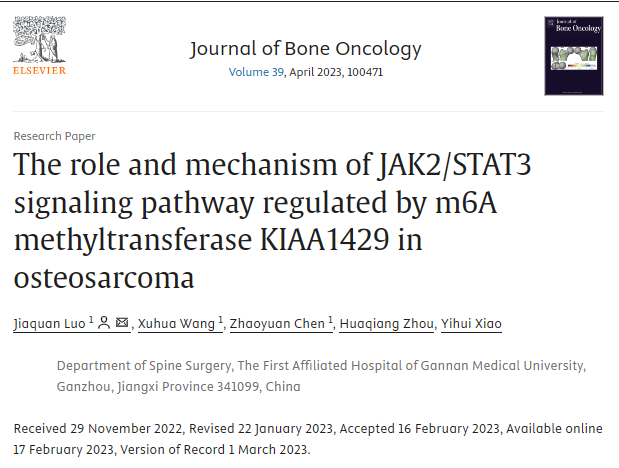 ELSEVIER
Journal of Bone Oncology
Volume 39, April 2023, 100471
Journal of
Bone Oncology
Research Paper
The role and mechanism of JAK2/STAT3
signaling pathway regulated by m6A
methyltransferase KIAA1429 in
osteosarcoma
Jiaquan Luo 1, Xuhua Wang 1, Zhaoyuan Chen 1, Huaqiang Zhou, Yihui Xiao
Department of Spine Surgery, The First Affiliated Hospital of Gannan Medical University,
Ganzhou, Jiangxi Province 341099, China
Received 29 November 2022, Revised 22 January 2023, Accepted 16 February 2023, Available online
17 February 2023, Version of Record 1 March 2023.